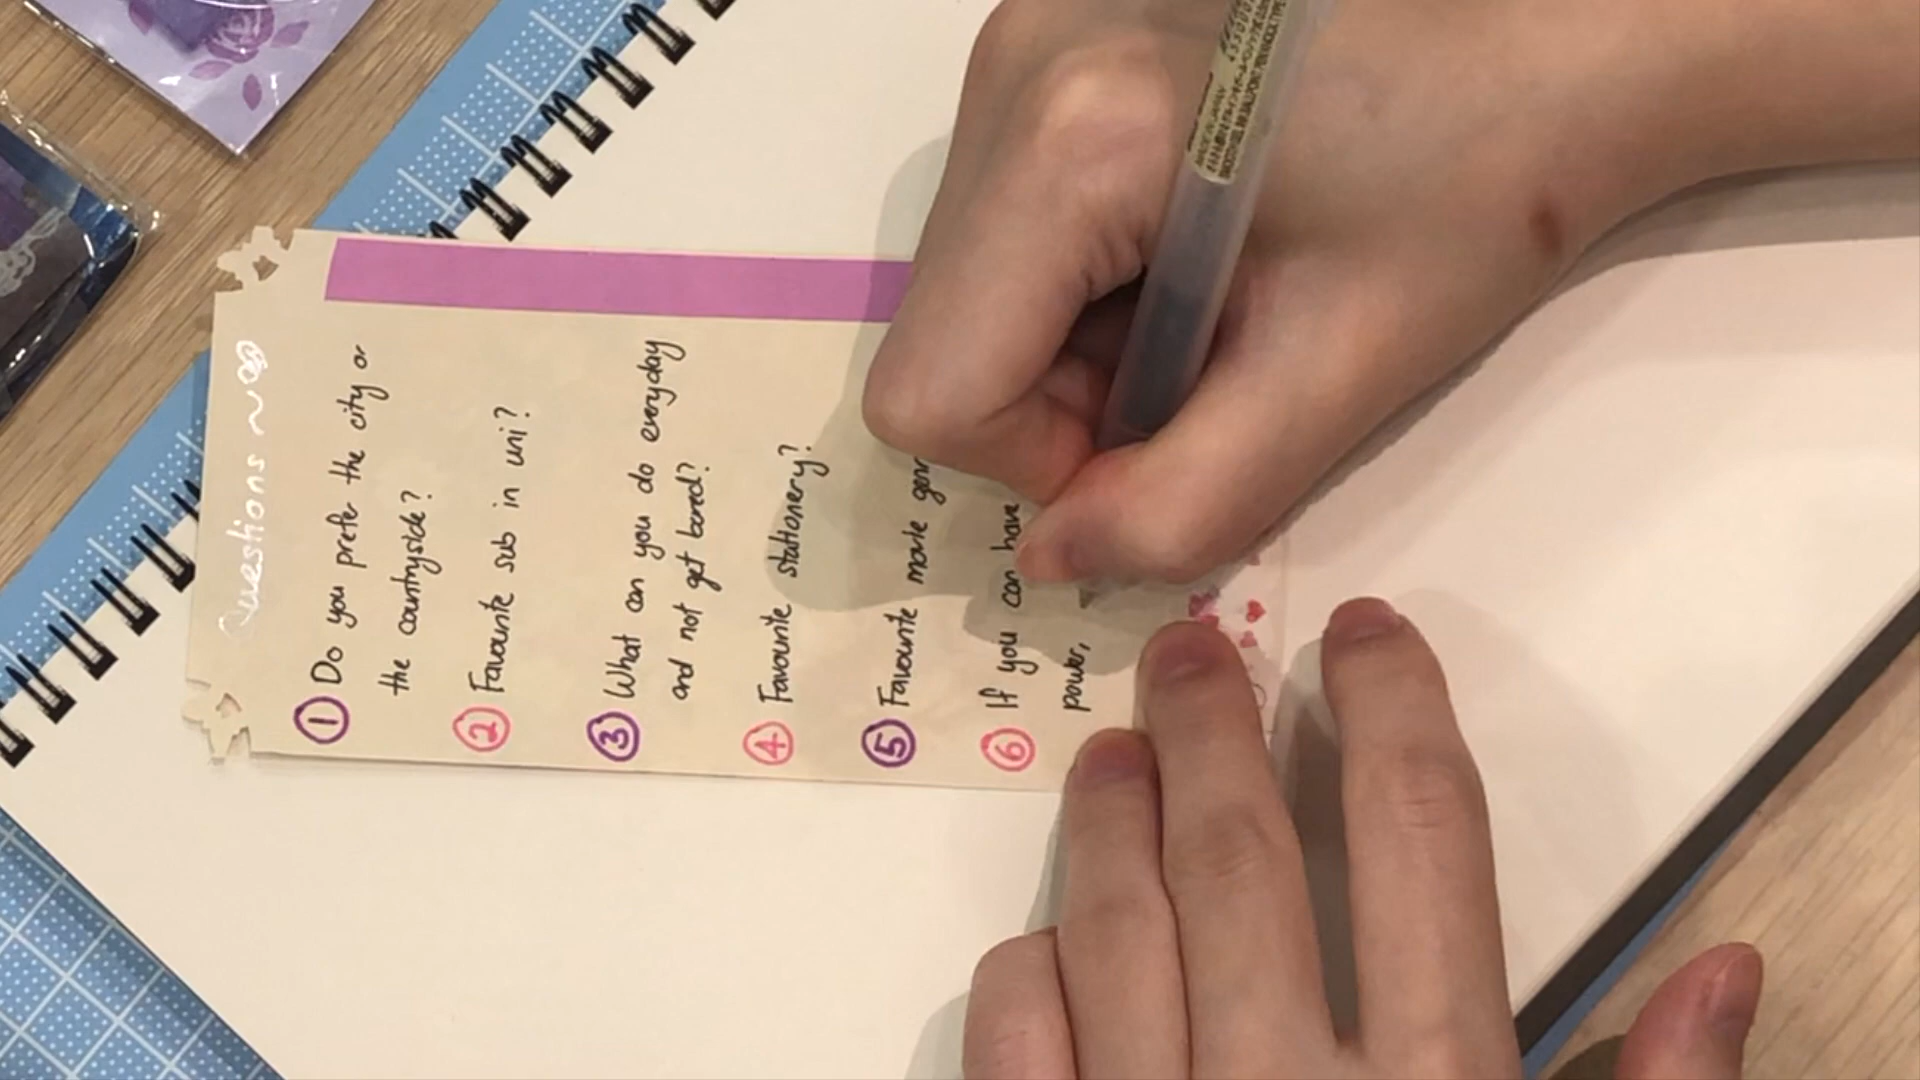 Questions ~
① Do you prefer the city or
the countryside?
② Favourite sub in uni?
③ What can you do everyday
and not get bored?
④ Favourite stationery?
⑤ Favourite movie
⑥ If you can have
power,